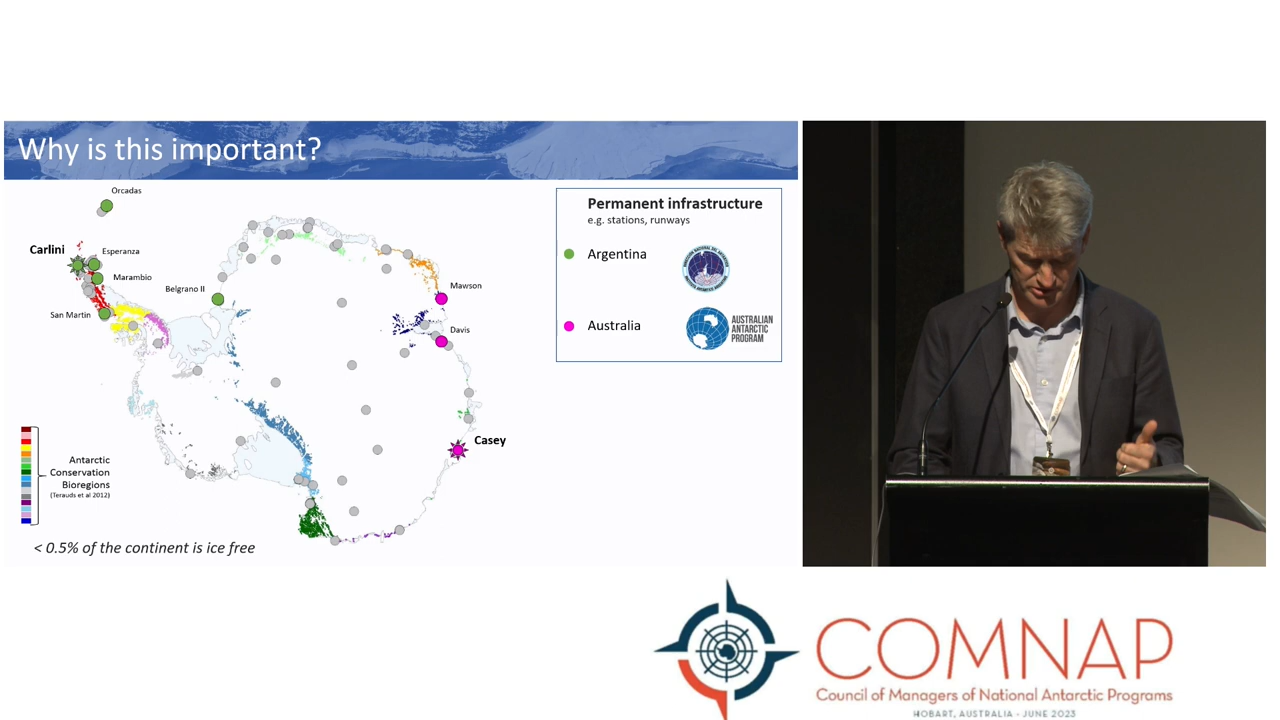 Why is this important?
Orcadas
Carlini
Esperanza
Marambio
Belgrano II
San Martin
Mawson
Davis
Casey
Permanent infrastructure
e.g. stations, runways
Argentina
Australia
AUSTRALIAN
ANTARCTIC
PROGRAM
Antarctic
Conservation
Bioregions
(Terauds et al 2012)
< 0.5% of the continent is ice free
COMNAP
Council of Managers of National Antarctic Programs
HOBART, AUSTRALIA - JUNE 2023